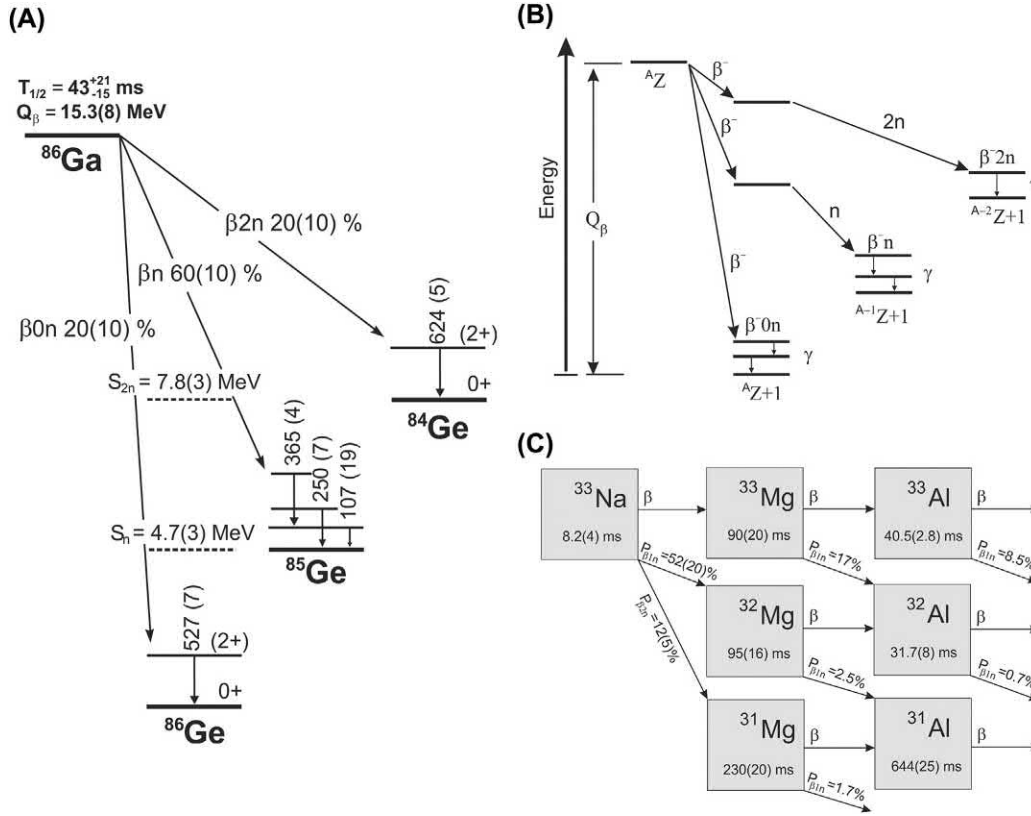 (A)
T1/2 = 43 +21 -15 ms
Qβ = 15.3(8) MeV
86Ga
β2n 20(10) %
βn 60(10) %
β0n 20(10) %
624 (5)
(2+)
0+
84Ge
S2n = 7.8(3) MeV
365 (4)
250 (7)
107 (19)
Sn = 4.7(3) MeV
85Ge
527 (7)
(2+)
0+
86Ge
(B)
Energy
Qβ
AZ
β-
β-
β-
2n
β-2n
A-2Z+1
n
β-n
γ
A-1Z+1
β-0n
γ
AZ+1
(C)
33Na
8.2(4) ms
β
33Mg
90(20) ms
β
33Al
40.5(2.8) ms
β
Pβ1n=52(20)%
Pβ1n=17%
Pβ1n=8.5%
Pβ2n=12(5)%
32Mg
95(16) ms
β
32Al
31.7(8) ms
β
Pβ1n=2.5%
Pβ1n=0.7%
31Mg
230(20) ms
β
31Al
644(25) ms
β
Pβ1n=1.7%